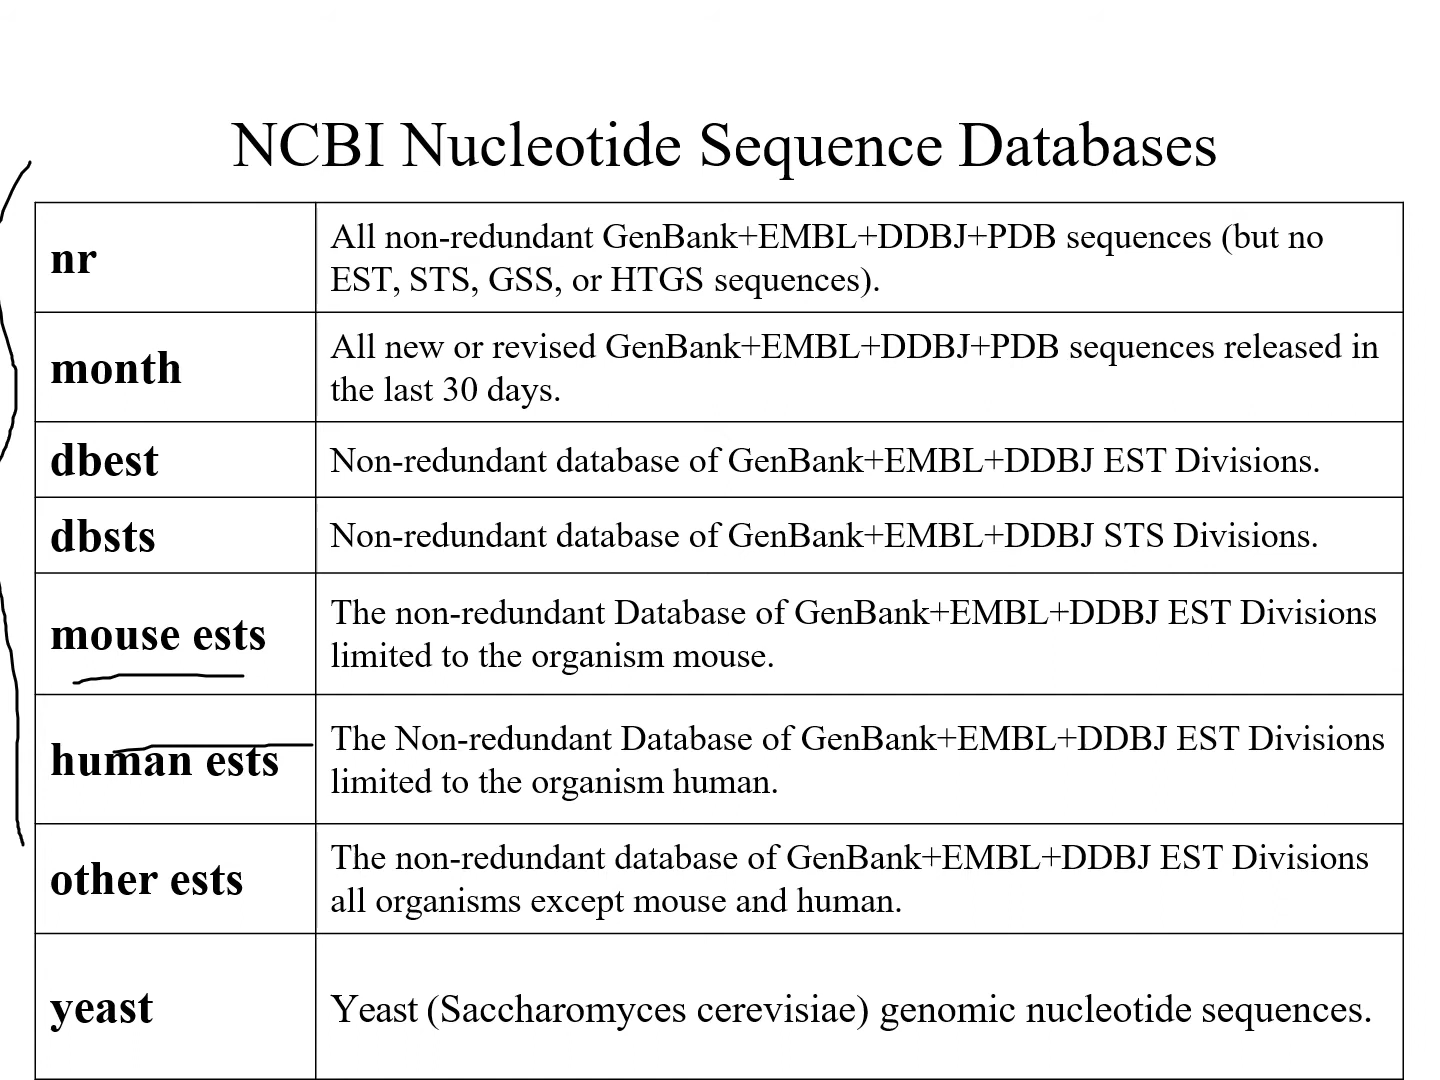 NCBI Nucleotide Sequence Databases
nr
All non-redundant GenBank+EMBL+DDBJ+PDB sequences (but no
EST, STS, GSS, or HTGS sequences).
month
All new or revised GenBank+EMBL+DDBJ+PDB sequences released in
the last 30 days.
dbest
Non-redundant database of GenBank+EMBL+DDBJ EST Divisions.
dbsts
Non-redundant database of GenBank+EMBL+DDBJ STS Divisions.
mouse ests
The non-redundant Database of GenBank+EMBL+DDBJ EST Divisions
limited to the organism mouse.
human ests
The Non-redundant Database of GenBank+EMBL+DDBJ EST Divisions
limited to the organism human.
other ests
The non-redundant database of GenBank+EMBL+DDBJ EST Divisions
all organisms except mouse and human.
yeast
Yeast (Saccharomyces cerevisiae) genomic nucleotide sequences.